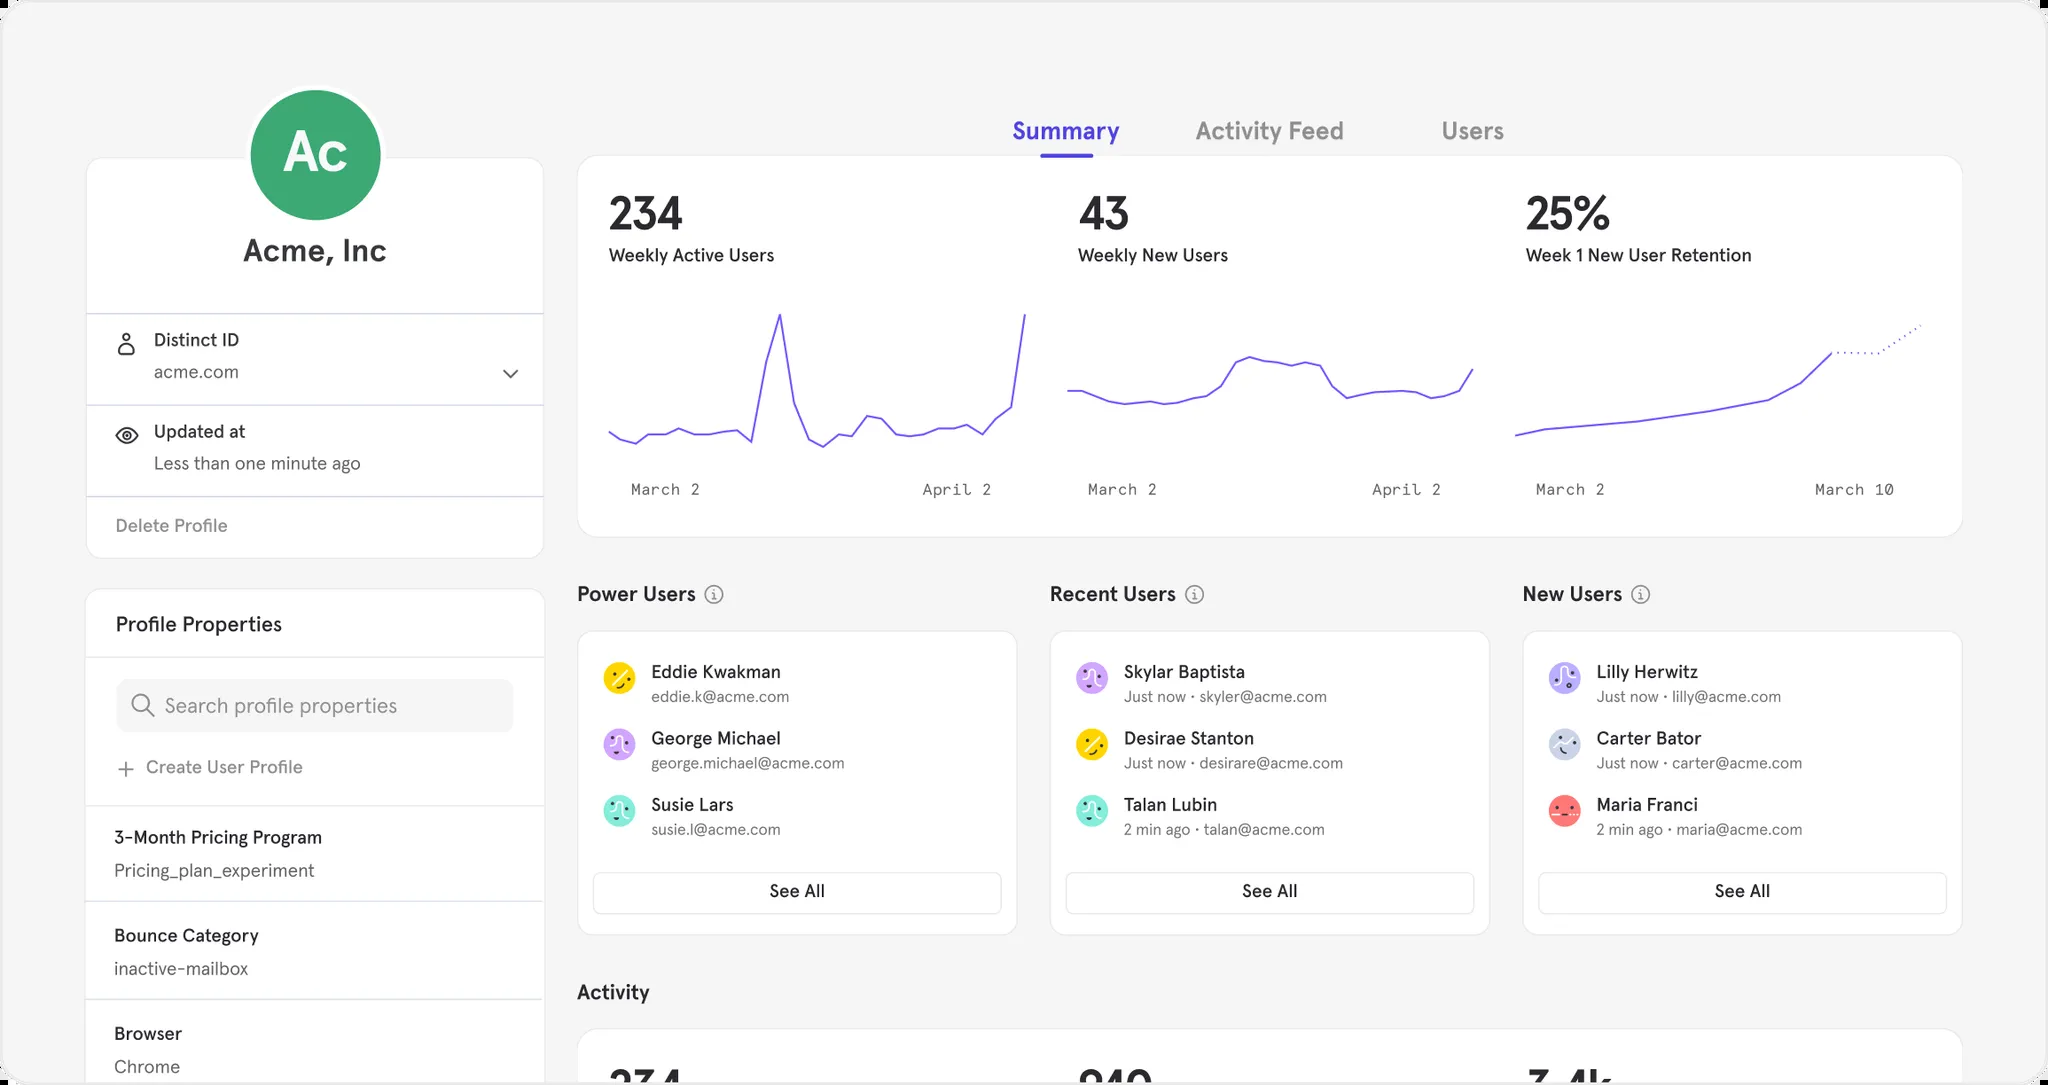 Ac
Acme, Inc
Distinct ID
acme.com
Updated at
Less than one minute ago
Delete Profile
Profile Properties
Search profile properties
Create User Profile
3-Month Pricing Program
Pricing_plan_experiment
Bounce Category
inactive-mailbox
Browser
Chrome
Summary
Activity Feed
Users
234
Weekly Active Users
March 2
April 2
43
Weekly New Users
March 2
April 2
25%
Week 1 New User Retention
March 2
March 10
Power Users
Eddie Kwakman
eddie.k@acme.com
George Michael
george.michael@acme.com
Susie Lars
susie.l@acme.com
See All
Recent Users
Skylar Baptista
Just now • skyler@acme.com
Desirae Stanton
Just now • desirare@acme.com
Talan Lubin
2 min ago • talan@acme.com
See All
New Users
Lilly Herwitz
Just now • lilly@acme.com
Carter Bator
Just now • carter@acme.com
Maria Franci
2 min ago • maria@acme.com
See All
Activity
234